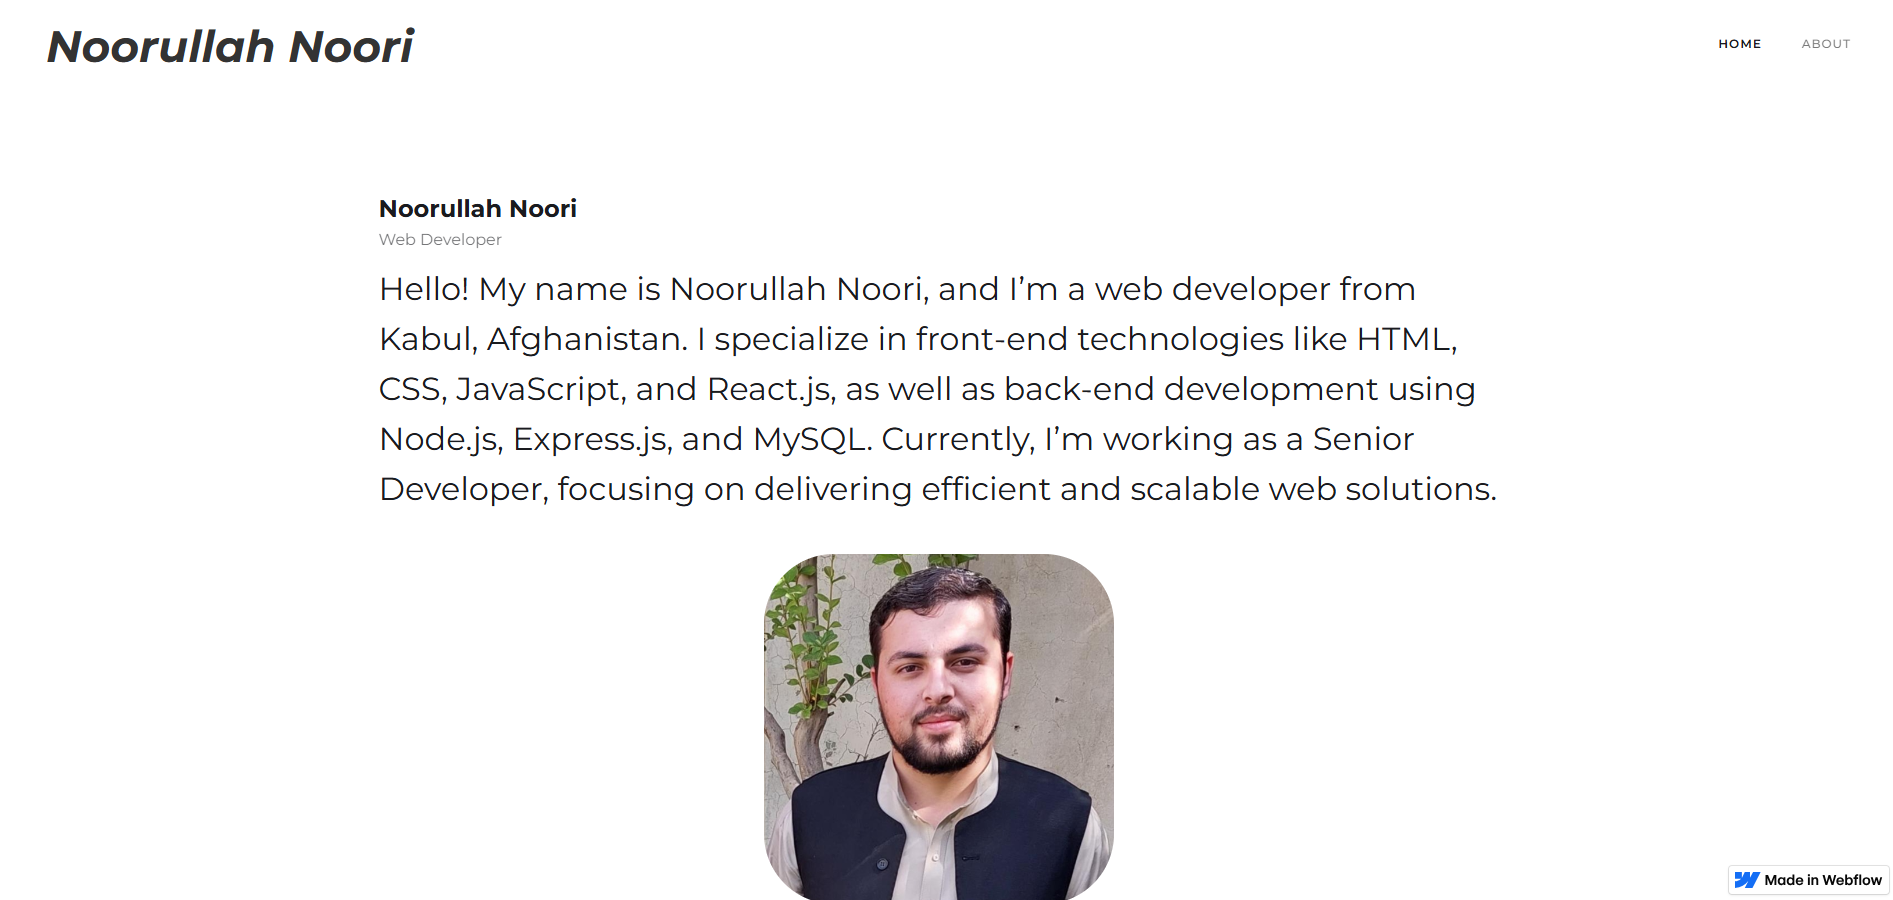 Noorullah Noori
HOME
ABOUT
Noorullah Noori
Web Developer
Hello! My name is Noorullah Noori, and I’m a web developer from
Kabul, Afghanistan. I specialize in front-end technologies like HTML,
CSS, JavaScript, and React.js, as well as back-end development using
Node.js, Express.js, and MySQL. Currently, I’m working as a Senior
Developer, focusing on delivering efficient and scalable web solutions.
Made in Webflow